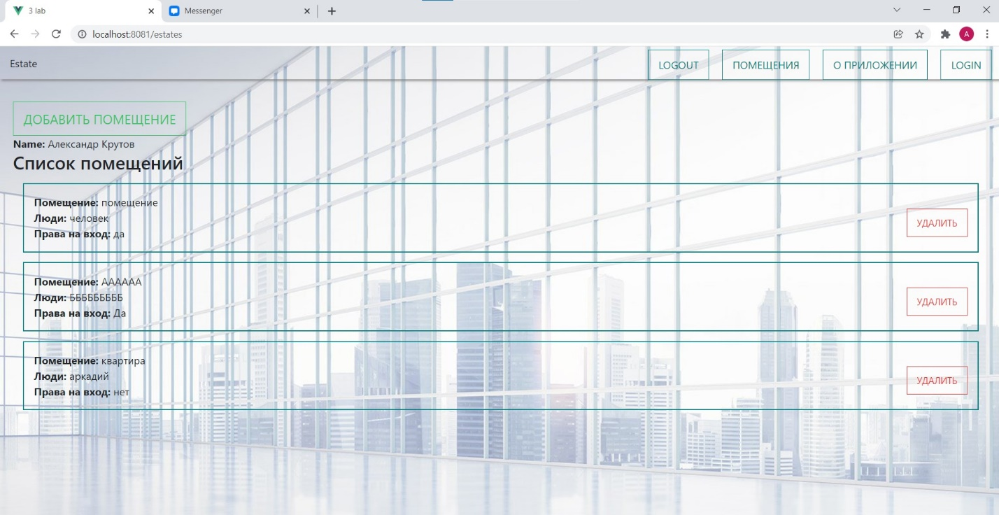 3 lab
Messenger
localhost:8081/estates
A
Estate
LOGOUT
ПОМЕЩЕНИЯ
О ПРИЛОЖЕНИИ
LOGIN
ДОБАВИТЬ ПОМЕЩЕНИЕ
Name: Александр Крутов
Список помещений
Помещение: помещение
Люди: человек
Права на вход: да
УДАЛИТЬ
Помещение: АААААА
Люди: БББББББББ
Права на вход: Да
УДАЛИТЬ
Помещение: квартира
Люди: аркадий
Права на вход: нет
УДАЛИТЬ